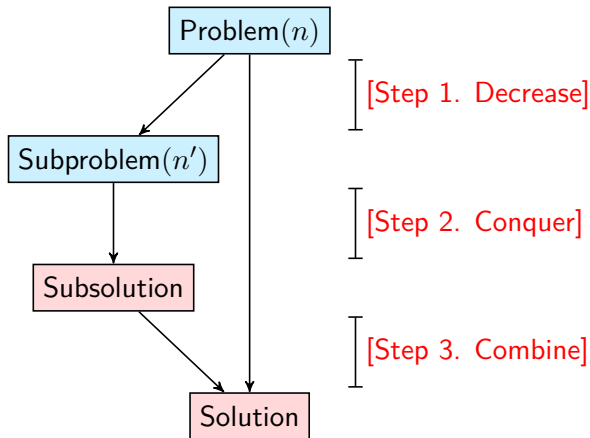 Problem(n)
[Step 1. Decrease]
Subproblem(n′)
[Step 2. Conquer]
Subsolution
[Step 3. Combine]
Solution